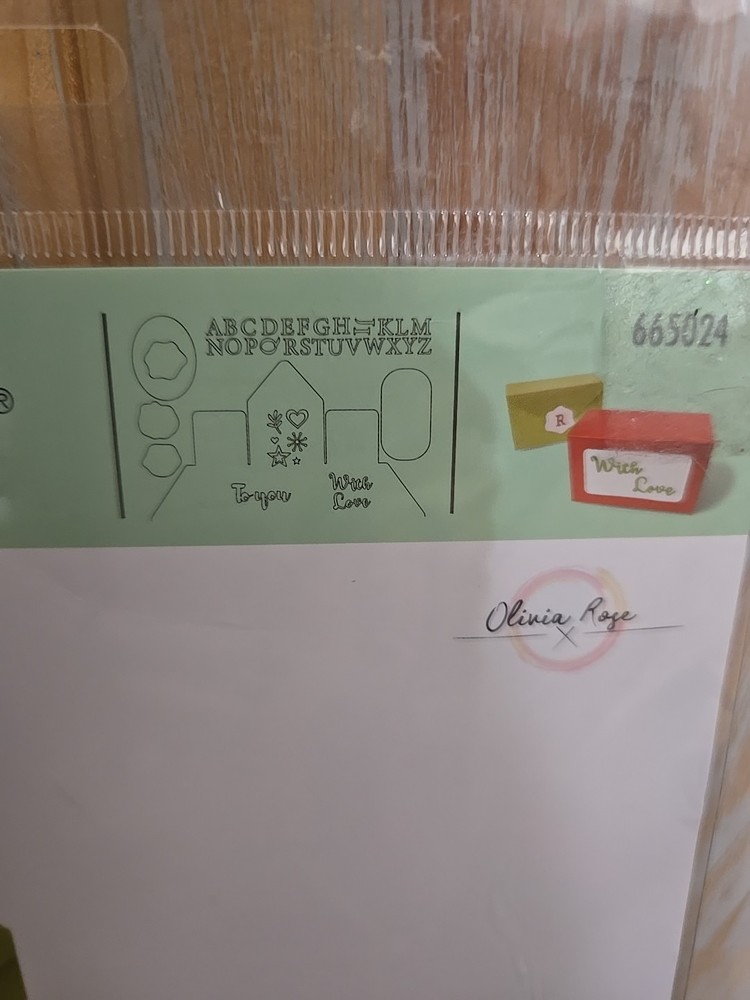 ®
ABCDEFGHIJKLM
NOPQRSTUVWXYZ
To you
With
Love
665024
R
With
Love
Olivia Rose